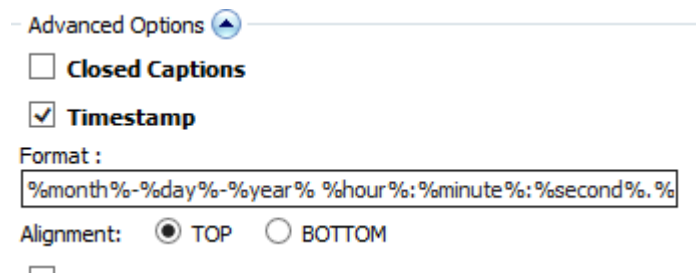 Advanced Options
Closed Captions
Timestamp
Format :
%month%-%day%-%year% %hour%:%minute%:%second%.%
Alignment: TOP BOTTOM